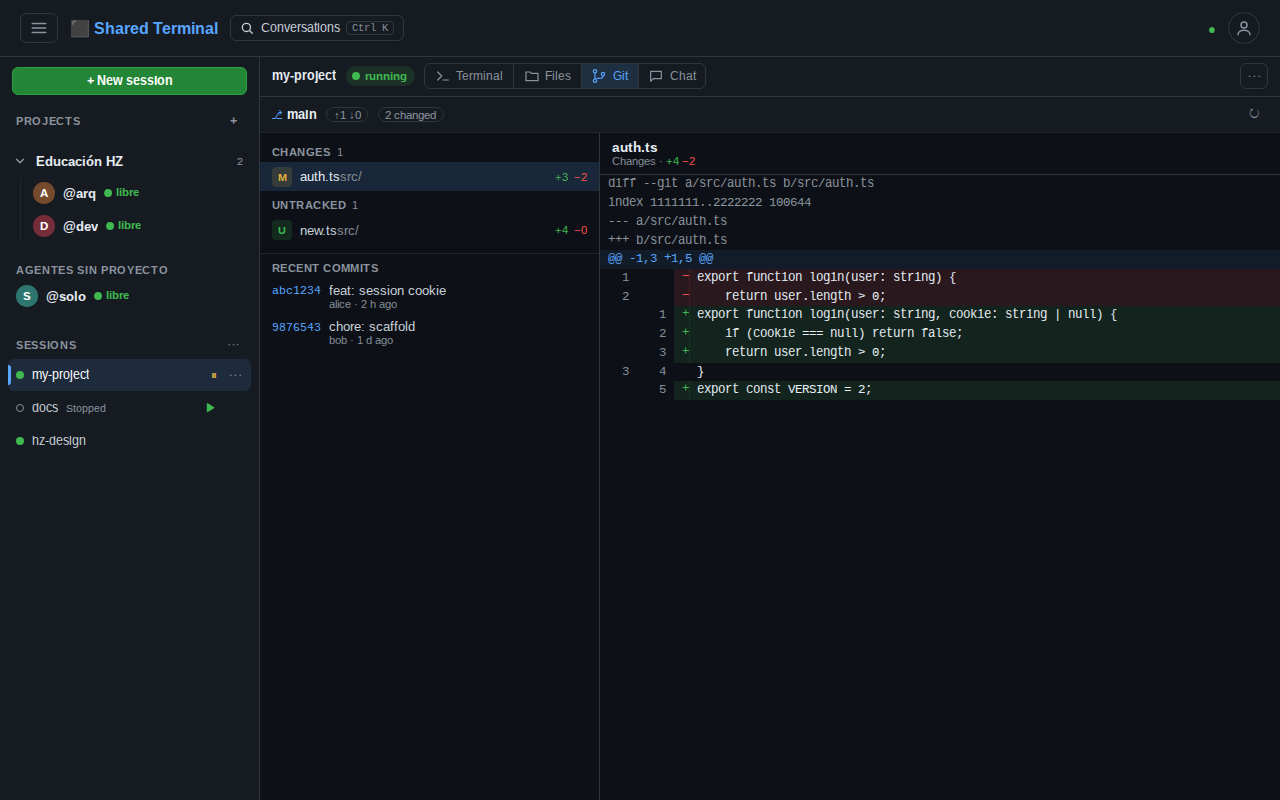 Shared Terminal
Conversations Ctrl K
+ New session
PROJECTS +
Educación HZ 2
A @arq libre
D @dev libre
AGENTES SIN PROYECTO
S @solo libre
SESSIONS ···
my-project ···
docs Stopped
hz-design
my-project running Terminal Files Git Chat ···
main ↑1 ↓0 2 changed ↻
CHANGES 1
M auth.ts src/ +3 −2
UNTRACKED 1
U new.ts src/ +4 −0
RECENT COMMITS
abc1234 feat: session cookie
alice · 2 h ago
9876543 chore: scaffold
bob · 1 d ago
auth.ts
Changes · +4 −2
diff --git a/src/auth.ts b/src/auth.ts
index 1111111..2222222 100644
--- a/src/auth.ts
+++ b/src/auth.ts
@@ -1,3 +1,5 @@
1 − export function login(user: string) {
2 − return user.length > 0;
1 + export function login(user: string, cookie: string | null) {
2 + if (cookie === null) return false;
3 + return user.length > 0;
3 4 }
5 + export const VERSION = 2;